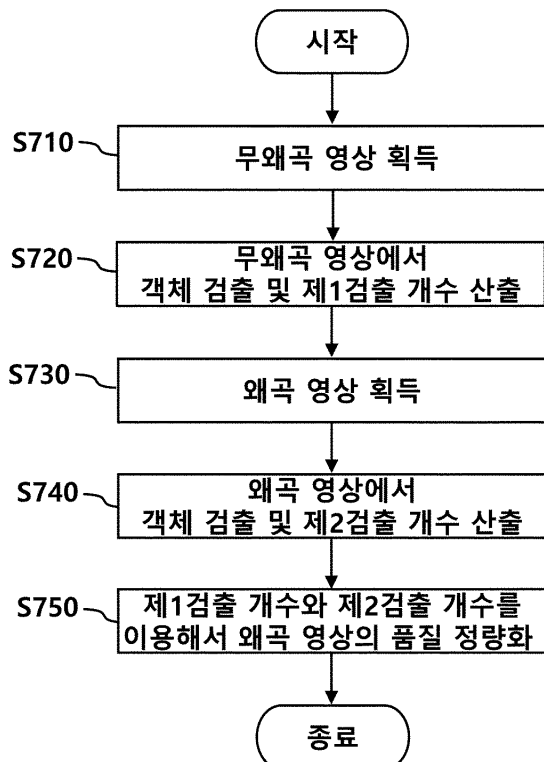 시작
S710
무왜곡 영상 획득
S720
무왜곡 영상에서
객체 검출 및 제1검출 개수 산출
S730
왜곡 영상 획득
S740
왜곡 영상에서
객체 검출 및 제2검출 개수 산출
S750
제1검출 개수와 제2검출 개수를
이용해서 왜곡 영상의 품질 정량화
종료